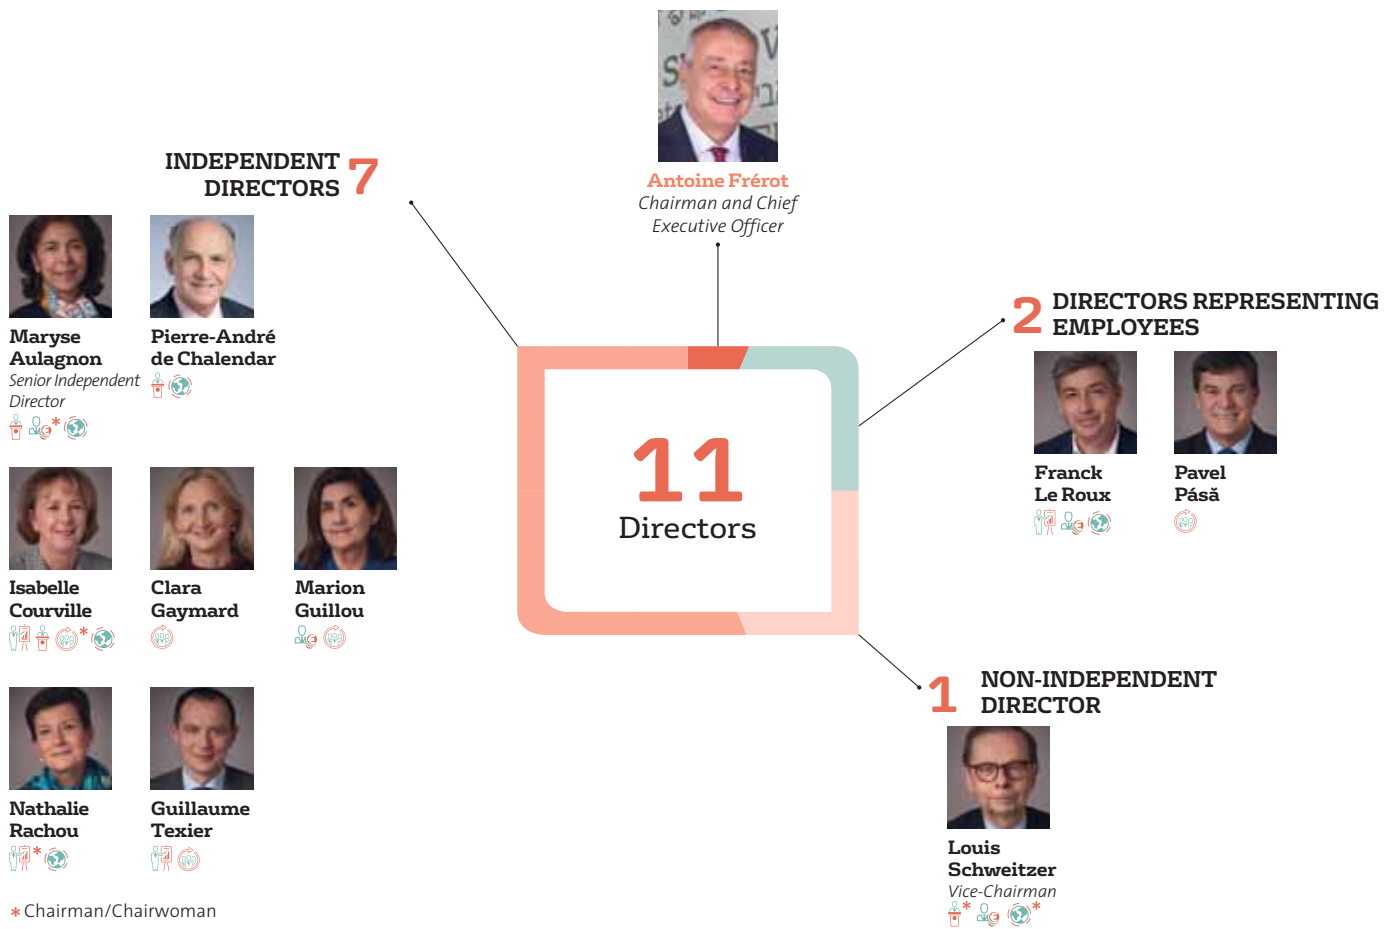 Antoine Frérot
Chairman and Chief
Executive Officer
INDEPENDENT
DIRECTORS
7
Maryse
Aulagnon
Senior Independent
Director
*
Pierre-André
de Chalendar
Isabelle
Courville
*
Clara
Gaymard
Marion
Guillou
Nathalie
Rachou
*
Guillaume
Texier
* Chairman/Chairwoman
11
Directors
2
DIRECTORS REPRESENTING
EMPLOYEES
Franck
Le Roux
Pavel
Pásă
1
NON-INDEPENDENT
DIRECTOR
Louis
Schweitzer
Vice-Chairman
* *